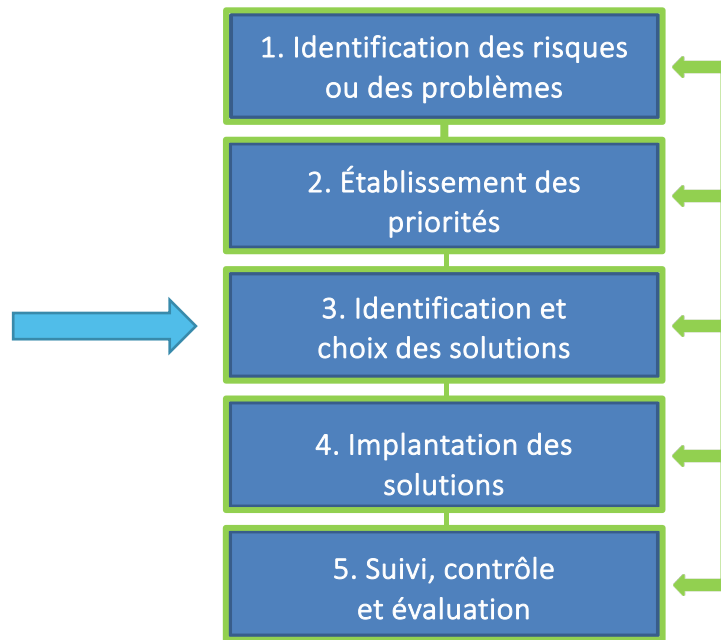 1. Identification des risques
ou des problèmes
2. Établissement des
priorités
3. Identification et
choix des solutions
4. Implantation des
solutions
5. Suivi, contrôle
et évaluation